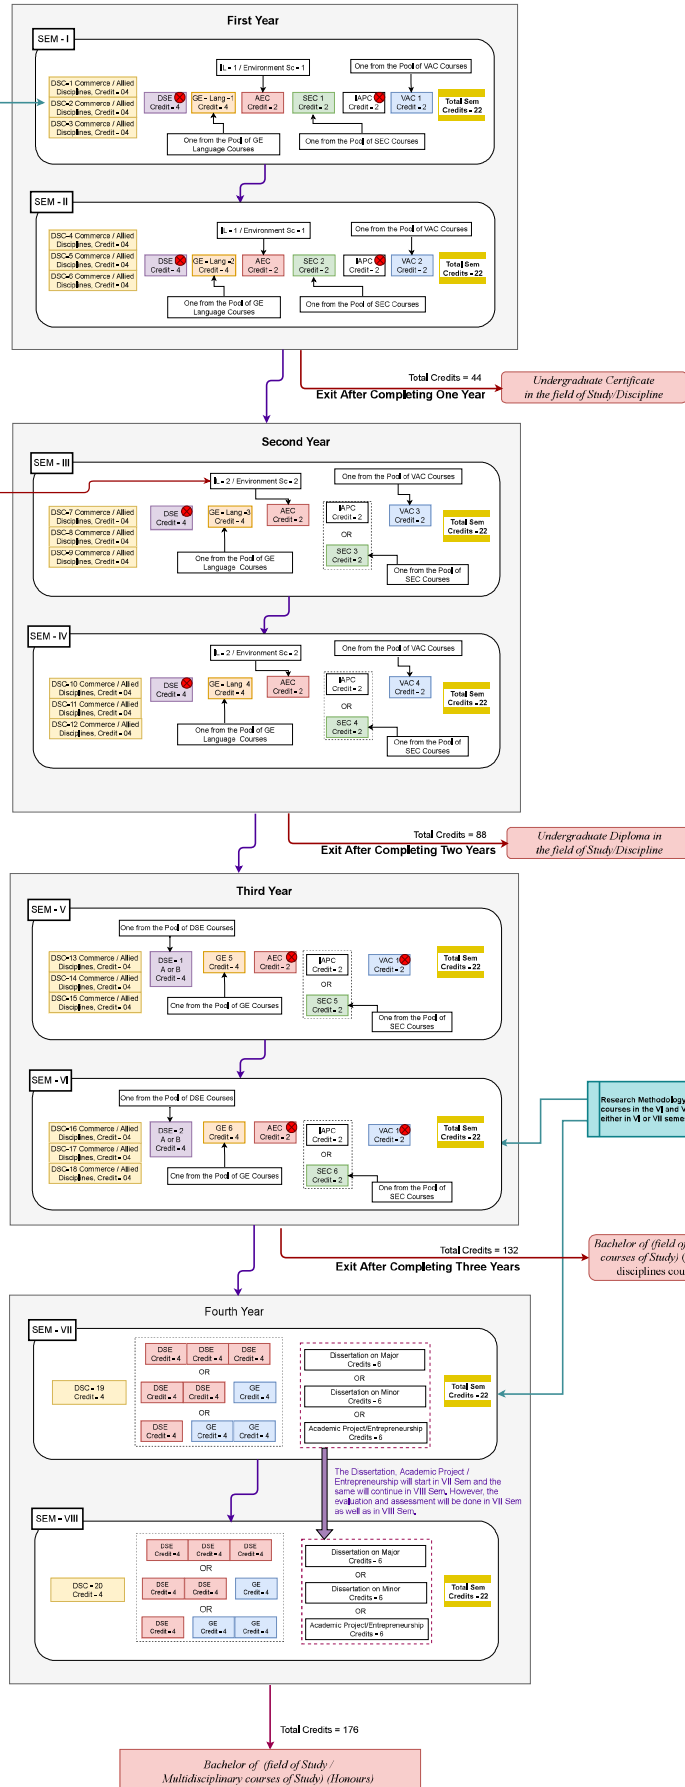 First Year
SEM - I
IL - 1 / Environment Sc - 1
One from the Pool of VAC Courses
DSC-1 Commerce / Allied
Disciplines, Credit - 04
DSC-2 Commerce / Allied
Disciplines, Credit - 04
DSC-3 Commerce / Allied
Disciplines, Credit - 04
DSE
Credit - 4
GE - Lang - 1
Credit - 4
AEC
Credit - 2
SEC 1
Credit - 2
IAPC
Credit - 2
VAC 1
Credit - 2
Total Sem
Credits - 22
One from the Pool of GE
Language Courses
One from the Pool of SEC Courses
SEM - II
IL - 1 / Environment Sc - 1
One from the Pool of VAC Courses
DSC-4 Commerce / Allied
Disciplines, Credit - 04
DSC-5 Commerce / Allied
Disciplines, Credit - 04
DSC-6 Commerce / Allied
Disciplines, Credit - 04
DSE
Credit - 4
GE - Lang - 2
Credit - 4
AEC
Credit - 2
SEC 2
Credit - 2
IAPC
Credit - 2
VAC 2
Credit - 2
Total Sem
Credits - 22
One from the Pool of GE
Language Courses
One from the Pool of SEC Courses
Total Credits = 44
Exit After Completing One Year
Undergraduate Certificate
in the field of Study/Discipline
Second Year
SEM - III
IL - 2 / Environment Sc - 2
One from the Pool of VAC Courses
DSC-7 Commerce / Allied
Disciplines, Credit - 04
DSC-8 Commerce / Allied
Disciplines, Credit - 04
DSC-9 Commerce / Allied
Disciplines, Credit - 04
DSE
Credit - 4
GE - Lang - 3
Credit - 4
AEC
Credit - 2
IAPC
Credit - 2
OR
SEC 3
Credit - 2
VAC 3
Credit - 2
Total Sem
Credits - 22
One from the Pool of GE
Language Courses
One from the Pool of
SEC Courses
SEM - IV
IL - 2 / Environment Sc - 2
One from the Pool of VAC Courses
DSC-10 Commerce / Allied
Disciplines, Credit - 04
DSC-11 Commerce / Allied
Disciplines, Credit - 04
DSC-12 Commerce / Allied
Disciplines, Credit - 04
DSE
Credit - 4
GE - Lang 4
Credit - 4
AEC
Credit - 2
IAPC
Credit - 2
OR
SEC 4
Credit - 2
VAC 4
Credit - 2
Total Sem
Credits - 22
One from the Pool of GE
Language Courses
One from the Pool of
SEC Courses
Total Credits = 88
Exit After Completing Two Years
Undergraduate Diploma in
the field of Study/Discipline
Third Year
SEM - V
One from the Pool of DSE Courses
DSC-13 Commerce / Allied
Disciplines, Credit - 04
DSC-14 Commerce / Allied
Disciplines, Credit - 04
DSC-15 Commerce / Allied
Disciplines, Credit - 04
DSE - 1
A or B
Credit - 4
GE 5
Credit - 4
AEC
Credit - 2
IAPC
Credit - 2
OR
SEC 5
Credit - 2
VAC 1
Credit - 2
Total Sem
Credits - 22
One from the Pool of GE Courses
One from the Pool of
SEC Courses
SEM - VI
One from the Pool of DSE Courses
DSC-16 Commerce / Allied
Disciplines, Credit - 04
DSC-17 Commerce / Allied
Disciplines, Credit - 04
DSC-18 Commerce / Allied
Disciplines, Credit - 04
DSE - 2
A or B
Credit - 4
GE 6
Credit - 4
AEC
Credit - 2
IAPC
Credit - 2
OR
SEC 6
Credit - 2
VAC 1
Credit - 2
Total Sem
Credits - 22
One from the Pool of GE Courses
One from the Pool of
SEC Courses
Research Methodology
courses in the VI and V
either in VI or VII semes
Total Credits = 132
Exit After Completing Three Years
Bachelor of (field of
courses of Study) (
disciplines cou
Fourth Year
SEM - VII
DSC - 19
Credit - 4
DSE DSE DSE
Credit - 4 Credit - 4 Credit - 4
OR
DSE DSE GE
Credit - 4 Credit - 4 Credit - 4
OR
DSE GE GE
Credit - 4 Credit - 4 Credit - 4
Dissertation on Major
Credits - 6
OR
Dissertation on Minor
Credits - 6
OR
Academic Project/Entrepreneurship
Credits - 6
Total Sem
Credits - 22
The Dissertation, Academic Project /
Entrepreneurship will start in VII Sem and the
same will continue in VIII Sem. However, the
evaluation and assessment will be done in VII Sem
as well as in VIII Sem.
SEM - VIII
DSC - 20
Credit - 4
DSE DSE DSE
Credit - 4 Credit - 4 Credit - 4
OR
DSE DSE GE
Credit - 4 Credit - 4 Credit - 4
OR
DSE GE GE
Credit - 4 Credit - 4 Credit - 4
Dissertation on Major
Credits - 6
OR
Dissertation on Minor
Credits - 6
OR
Academic Project/Entrepreneurship
Credits - 6
Total Sem
Credits - 22
Total Credits = 176
Bachelor of (field of Study /
Multidisciplinary courses of Study) (Honours)